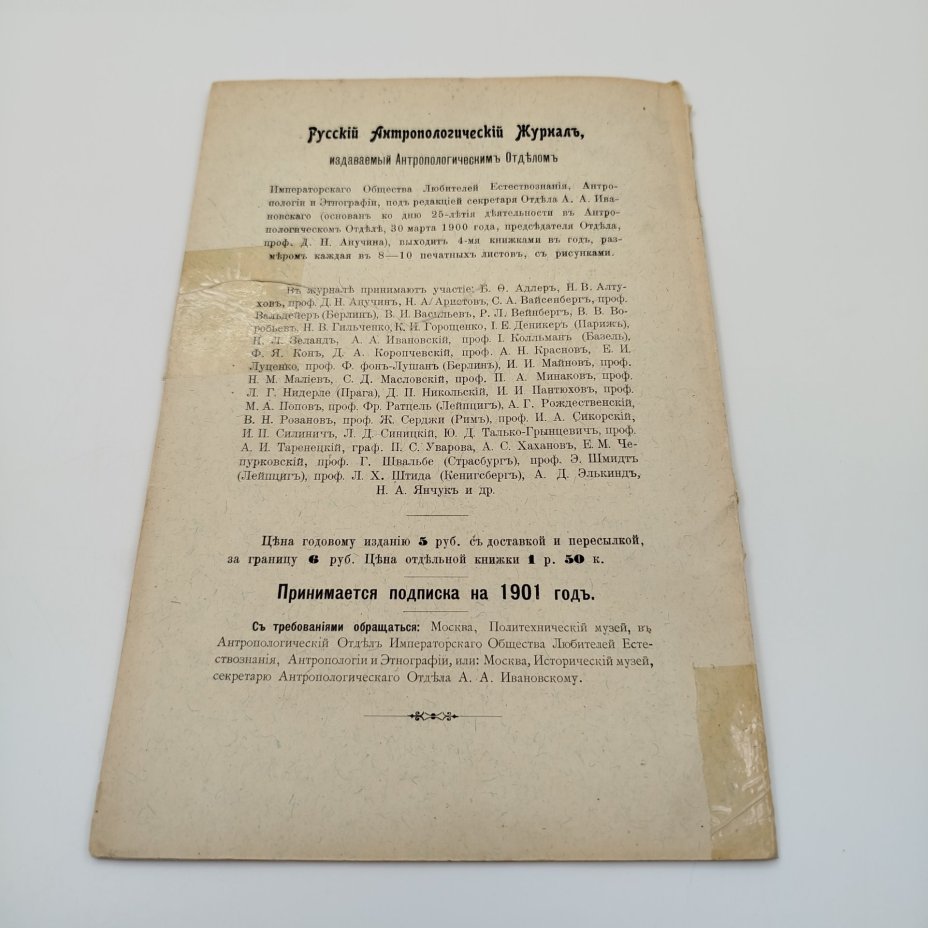 Русскій Антропологическій Журналъ,
издаваемый Антропологическимъ Отдѣломъ
Императорскаго Общества Любителей Естествознанія, Антро-
пологіи и Этнографіи, подъ редакціей секретаря Отдѣла А. А. Ива-
новскаго (основанъ ко дню 25-лѣтія дѣятельности въ Антро-
пологическомъ Отдѣлѣ, 30 марта 1900 года, предсѣдателя Отдѣла,
проф. Д. Н. Анучина), выходитъ 4-мя книжками въ годъ, раз-
мѣромъ каждая въ 8—10 печатныхъ листовъ, съ рисунками.
Въ журналѣ принимаютъ участіе: Б. Ѳ. Адлеръ, Н. В. Алту-
ховъ, проф. Д. Н. Анучинъ, Н. А. Аристовъ, С. А. Вайсенбергъ, проф.
Вальдейеръ (Берлинъ), В. И. Васильевъ, Р. Л. Вейнбергъ, В. В. Во-
робьевъ, Н. В. Гильченко, К. И. Горощенко, І. Е. Деникеръ (Парижъ),
Н. Л. Зеландъ, А. А. Ивановскій, проф. І. Колльманъ (Базель),
Ф. Я. Конъ, Д. А. Коропчевскій, проф. А. Н. Красновъ, Е. И.
Луценко, проф. Ф. фонъ-Лушанъ (Берлинъ), И. И. Майновъ, проф.
Н. М. Маліевъ, С. Д. Масловскій, проф. П. А. Минаковъ, проф.
Л. Г. Нидерле (Прага), Д. П. Никольскій, И. И. Пантюховъ, проф.
М. А. Поповъ, проф. Фр. Ратцель (Лейпцигъ), А. Г. Рождественскій,
В. Н. Розановъ, проф. Ж. Серджи (Римъ), проф. И. А. Сикорскій,
И. П. Силиничъ, Л. Д. Синицкій, Ю. Д. Талько-Грынцевичъ, проф.
А. И. Таренецкій, граф. П. С. Уварова, А. С. Хахановъ, Е. М. Че-
пурковскій, проф. Г. Швальбе (Страсбургъ), проф. Э. Шмидтъ
(Лейпцигъ), проф. Л. Х. Штида (Кенигсбергъ), А. Д. Элькиндъ,
Н. А. Янчукъ и др.
Цѣна годовому изданію 5 руб. съ доставкой и пересылкой,
за границу 6 руб. Цѣна отдѣльной книжки 1 р. 50 к.
Принимается подписка на 1901 годъ.
Съ требованіями обращаться: Москва, Политехническій музей, въ
Антропологическій Отдѣлъ Императорскаго Общества Любителей Есте-
ствознанія, Антропологіи и Этнографіи, или: Москва, Историческій музей,
секретарю Антропологическаго Отдѣла А. А. Ивановскому.